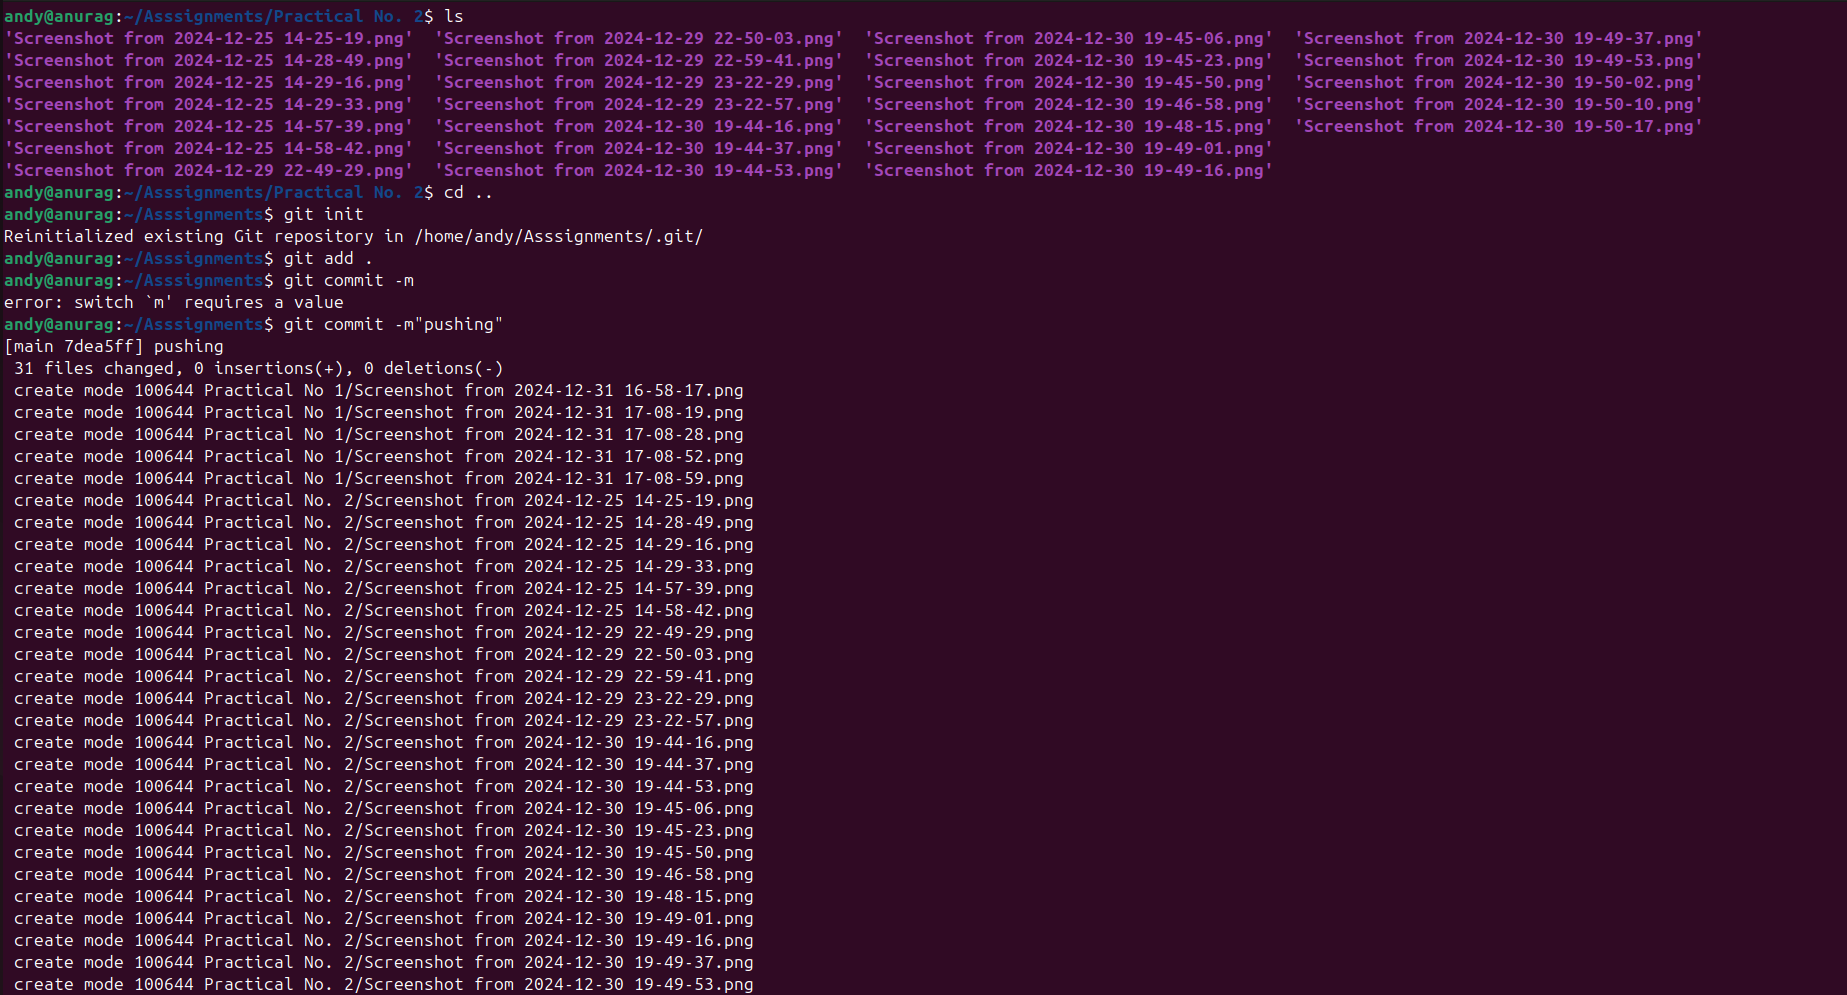 andy@anurag:~/Asssignments/Practical No. 2$ ls
'Screenshot from 2024-12-25 14-25-19.png'  'Screenshot from 2024-12-29 22-50-03.png'  'Screenshot from 2024-12-30 19-45-06.png'  'Screenshot from 2024-12-30 19-49-37.png'
'Screenshot from 2024-12-25 14-28-49.png'  'Screenshot from 2024-12-29 22-59-41.png'  'Screenshot from 2024-12-30 19-45-23.png'  'Screenshot from 2024-12-30 19-49-53.png'
'Screenshot from 2024-12-25 14-29-16.png'  'Screenshot from 2024-12-29 23-22-29.png'  'Screenshot from 2024-12-30 19-45-50.png'  'Screenshot from 2024-12-30 19-50-02.png'
'Screenshot from 2024-12-25 14-29-33.png'  'Screenshot from 2024-12-29 23-22-57.png'  'Screenshot from 2024-12-30 19-46-58.png'  'Screenshot from 2024-12-30 19-50-10.png'
'Screenshot from 2024-12-25 14-57-39.png'  'Screenshot from 2024-12-30 19-44-16.png'  'Screenshot from 2024-12-30 19-48-15.png'  'Screenshot from 2024-12-30 19-50-17.png'
'Screenshot from 2024-12-25 14-58-42.png'  'Screenshot from 2024-12-30 19-44-37.png'  'Screenshot from 2024-12-30 19-49-01.png'
'Screenshot from 2024-12-29 22-49-29.png'  'Screenshot from 2024-12-30 19-44-53.png'  'Screenshot from 2024-12-30 19-49-16.png'
andy@anurag:~/Asssignments/Practical No. 2$ cd ..
andy@anurag:~/Asssignments$ git init
Reinitialized existing Git repository in /home/andy/Asssignments/.git/
andy@anurag:~/Asssignments$ git add .
andy@anurag:~/Asssignments$ git commit -m
error: switch `m' requires a value
andy@anurag:~/Asssignments$ git commit -m"pushing"
[main 7dea5ff] pushing
 31 files changed, 0 insertions(+), 0 deletions(-)
 create mode 100644 Practical No 1/Screenshot from 2024-12-31 16-58-17.png
 create mode 100644 Practical No 1/Screenshot from 2024-12-31 17-08-19.png
 create mode 100644 Practical No 1/Screenshot from 2024-12-31 17-08-28.png
 create mode 100644 Practical No 1/Screenshot from 2024-12-31 17-08-52.png
 create mode 100644 Practical No 1/Screenshot from 2024-12-31 17-08-59.png
 create mode 100644 Practical No. 2/Screenshot from 2024-12-25 14-25-19.png
 create mode 100644 Practical No. 2/Screenshot from 2024-12-25 14-28-49.png
 create mode 100644 Practical No. 2/Screenshot from 2024-12-25 14-29-16.png
 create mode 100644 Practical No. 2/Screenshot from 2024-12-25 14-29-33.png
 create mode 100644 Practical No. 2/Screenshot from 2024-12-25 14-57-39.png
 create mode 100644 Practical No. 2/Screenshot from 2024-12-25 14-58-42.png
 create mode 100644 Practical No. 2/Screenshot from 2024-12-29 22-49-29.png
 create mode 100644 Practical No. 2/Screenshot from 2024-12-29 22-50-03.png
 create mode 100644 Practical No. 2/Screenshot from 2024-12-29 22-59-41.png
 create mode 100644 Practical No. 2/Screenshot from 2024-12-29 23-22-29.png
 create mode 100644 Practical No. 2/Screenshot from 2024-12-29 23-22-57.png
 create mode 100644 Practical No. 2/Screenshot from 2024-12-30 19-44-16.png
 create mode 100644 Practical No. 2/Screenshot from 2024-12-30 19-44-37.png
 create mode 100644 Practical No. 2/Screenshot from 2024-12-30 19-44-53.png
 create mode 100644 Practical No. 2/Screenshot from 2024-12-30 19-45-06.png
 create mode 100644 Practical No. 2/Screenshot from 2024-12-30 19-45-23.png
 create mode 100644 Practical No. 2/Screenshot from 2024-12-30 19-45-50.png
 create mode 100644 Practical No. 2/Screenshot from 2024-12-30 19-46-58.png
 create mode 100644 Practical No. 2/Screenshot from 2024-12-30 19-48-15.png
 create mode 100644 Practical No. 2/Screenshot from 2024-12-30 19-49-01.png
 create mode 100644 Practical No. 2/Screenshot from 2024-12-30 19-49-16.png
 create mode 100644 Practical No. 2/Screenshot from 2024-12-30 19-49-37.png
 create mode 100644 Practical No. 2/Screenshot from 2024-12-30 19-49-53.png